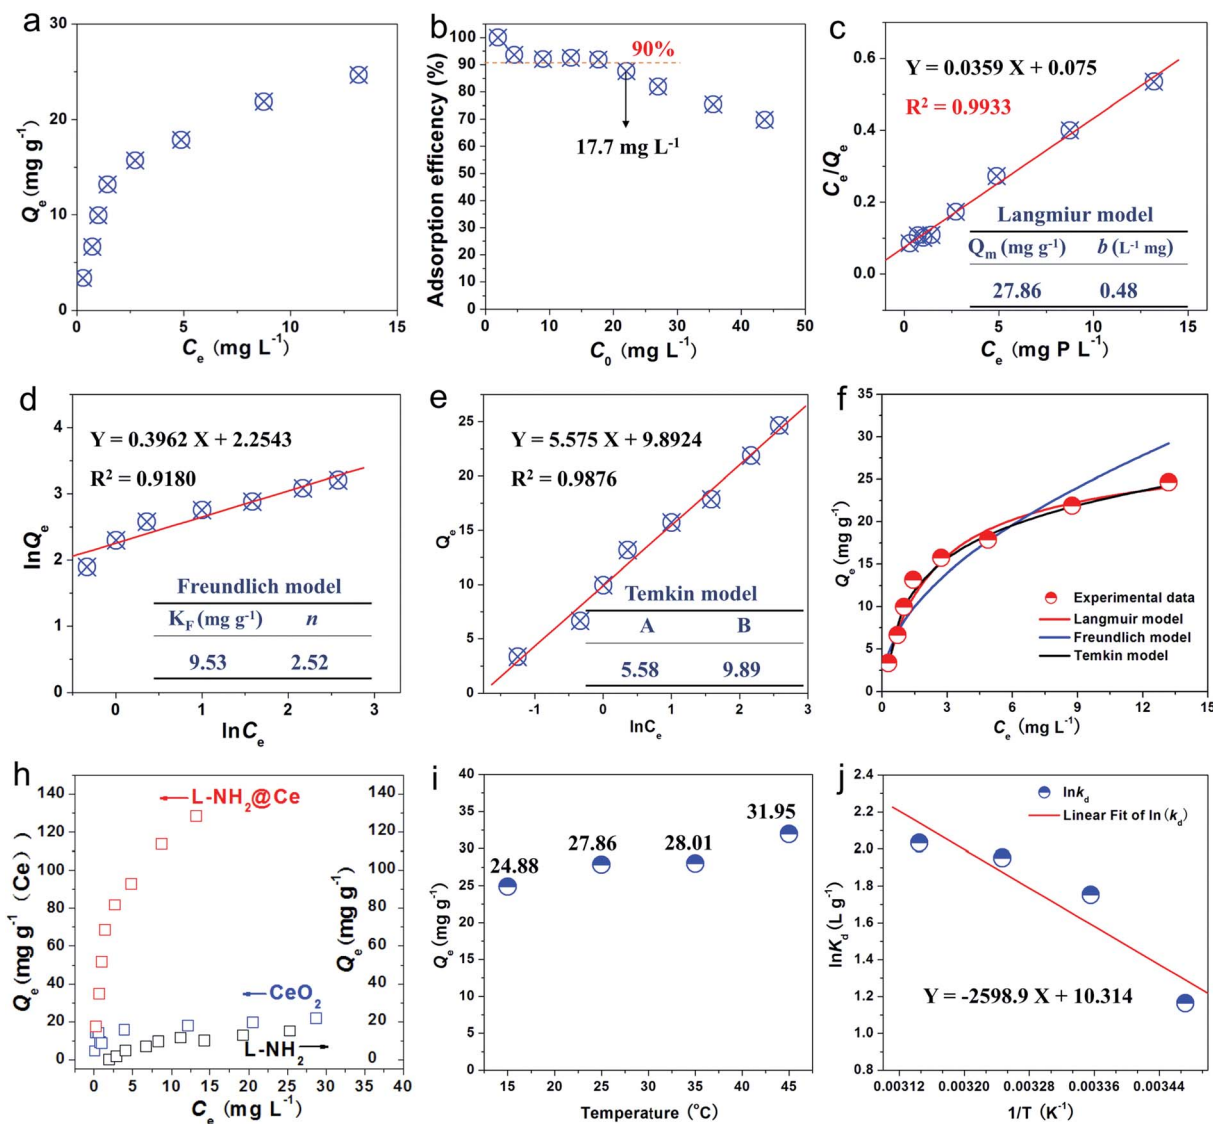 a
30
20
10
0
Qe (mg g-1)
0 5 10 15
Ce (mg L-1)
b
100
90
80
70
60
50
40
30
20
10
0
Adsorption efficency (%)
90%
17.7 mg L-1
0 10 20 30 40 50
C0 (mg L-1)
c
0.6
0.4
0.2
0.0
Ce/Qe
Y = 0.0359 X + 0.075
R2 = 0.9933
Langmiur model
Qm (mg g-1) b (L-1 mg)
27.86 0.48
0 5 10 15
Ce (mg P L-1)
d
4
3
2
1
0
lnQe
Y = 0.3962 X + 2.2543
R2 = 0.9180
Freundlich model
KF (mg g-1) n
9.53 2.52
0 1 2 3
lnCe
e
25
20
15
10
5
0
Qe
Y = 5.575 X + 9.8924
R2 = 0.9876
Temkin model
A B
5.58 9.89
-1 0 1 2 3
lnCe
f
35
30
25
20
15
10
5
0
Qe (mg g-1)
Experimental data
Langmuir model
Freundlich model
Temkin model
0 3 6 9 12 15
Ce (mg L-1)
h
140
120
100
80
60
40
20
0
Qe (mg g-1 (Ce))
L-NH2@Ce
CeO2
L-NH2
140
120
100
80
60
40
20
0
Qe (mg g-1)
0 5 10 15 20 25 30 35 40
Ce (mg L-1)
i
40
35
30
25
20
15
10
5
0
Qe (mg g-1)
24.88
27.86
28.01
31.95
15 25 35 45
Temperature (oC)
j
2.4
2.2
2.0
1.8
1.6
1.4
1.2
1.0
0.8
lnKd (L g-1)
lnkd
Linear Fit of ln (kd)
Y = -2598.9 X + 10.314
0.00312 0.00320 0.00328 0.00336 0.00344
1/T (K-1)